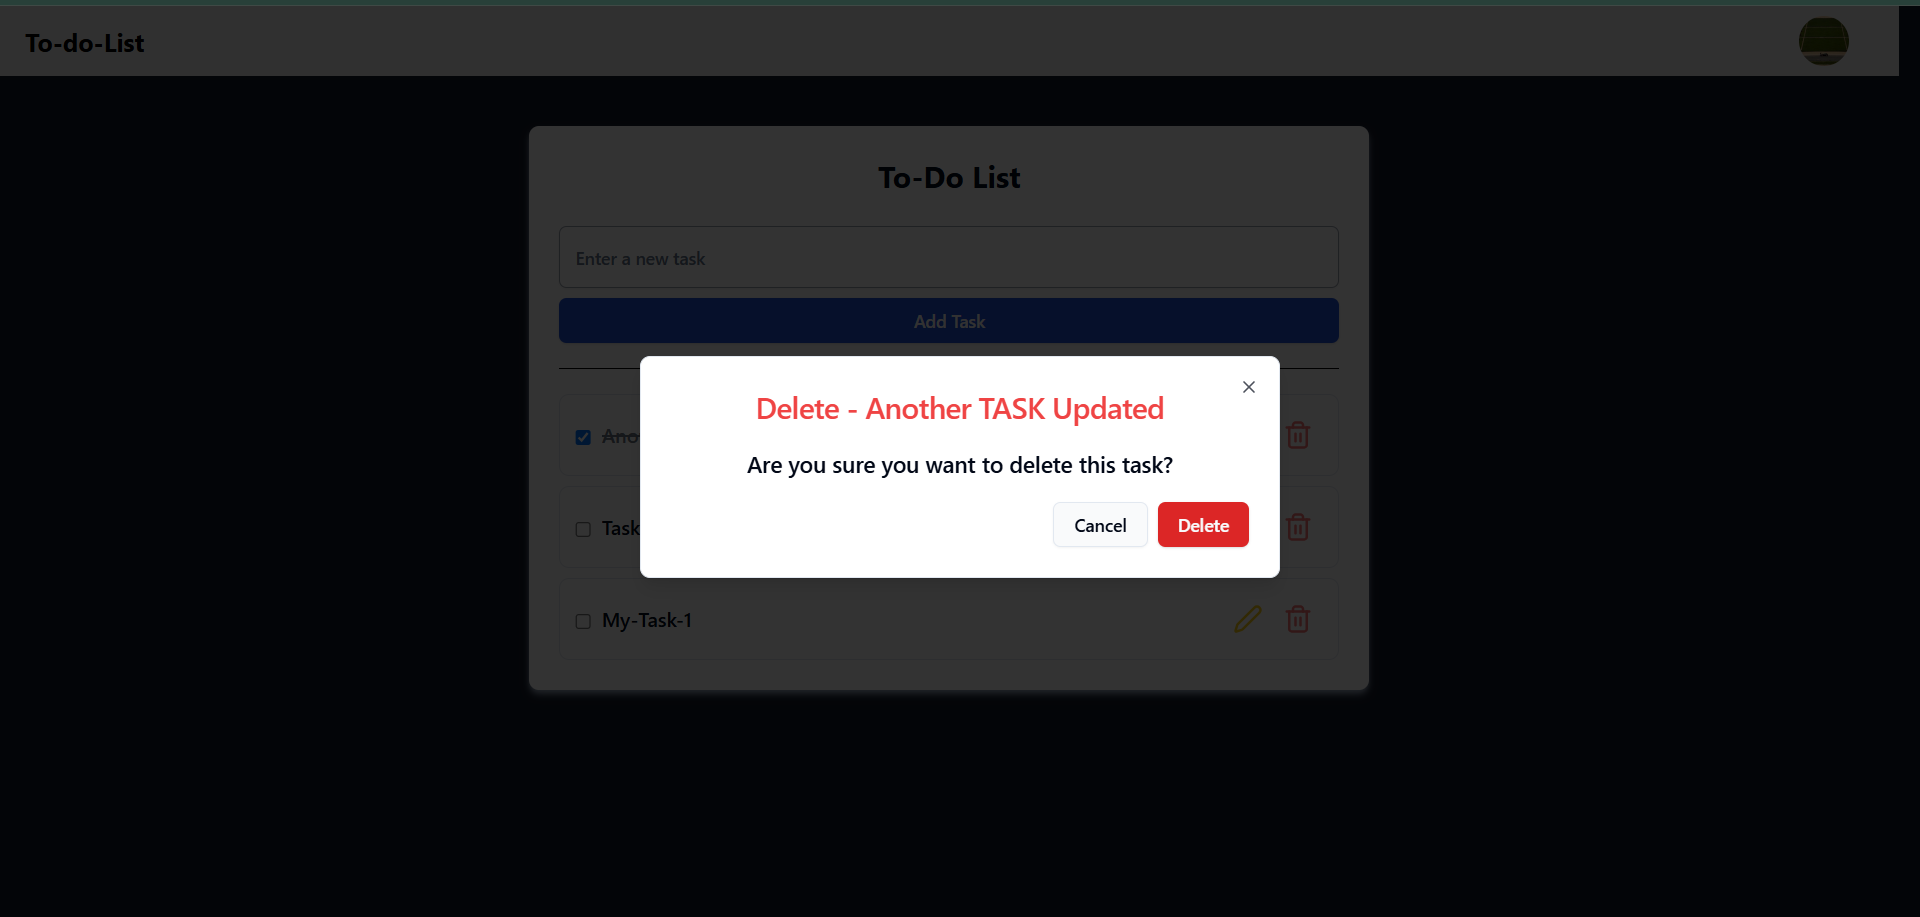 To-do-List
To-Do List
Enter a new task
Add Task
Delete - Another TASK Updated
Are you sure you want to delete this task?
Cancel
Delete
Task
My-Task-1